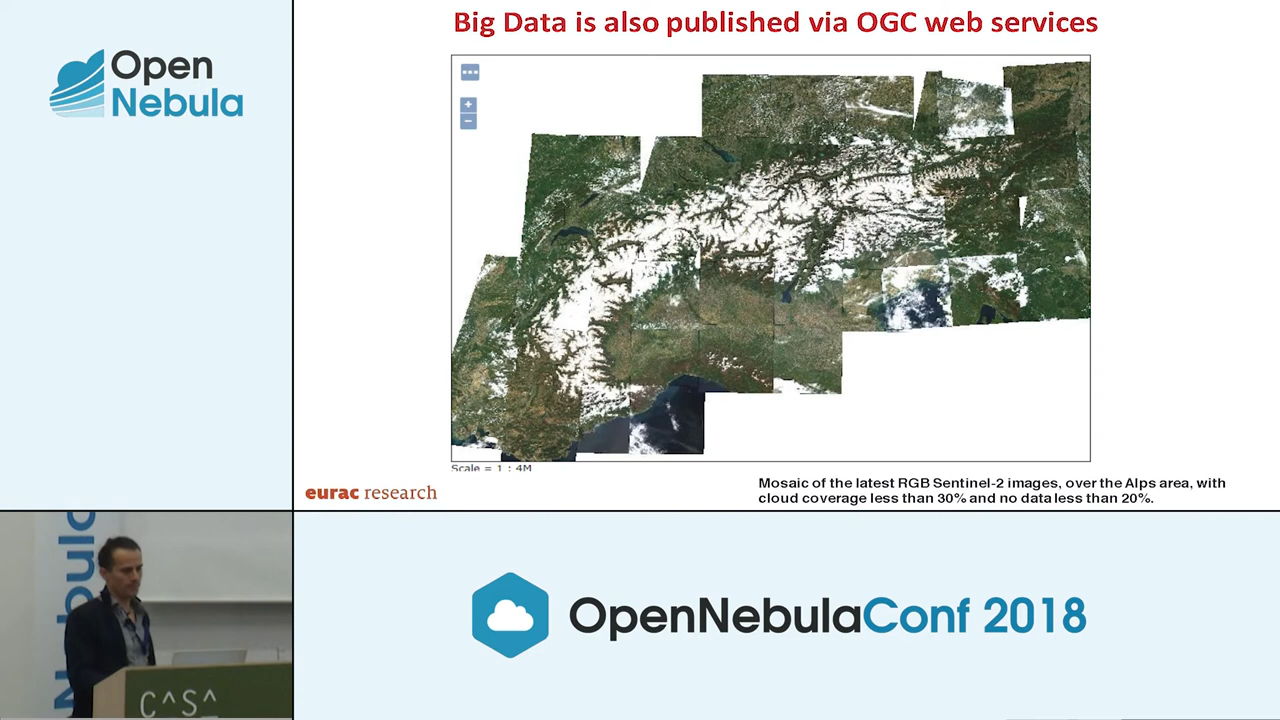 Big Data is also published via OGC web services
Open
Nebula
Scale = 1 : 4M
eurac research
Mosaic of the latest RGB Sentinel-2 images, over the Alps area, with
cloud coverage less than 30% and no data less than 20%.
Nebula
OpenNebulaConf 2018
C^S^